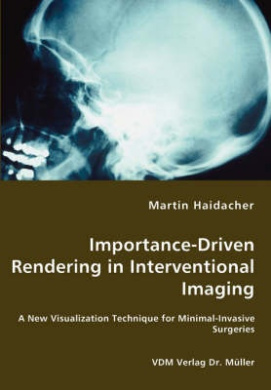 Martin Haidacher
Importance-Driven
Rendering in Interventional
Imaging
A New Visualization Technique for Minimal-Invasive
Surgeries
VDM Verlag Dr. Müller